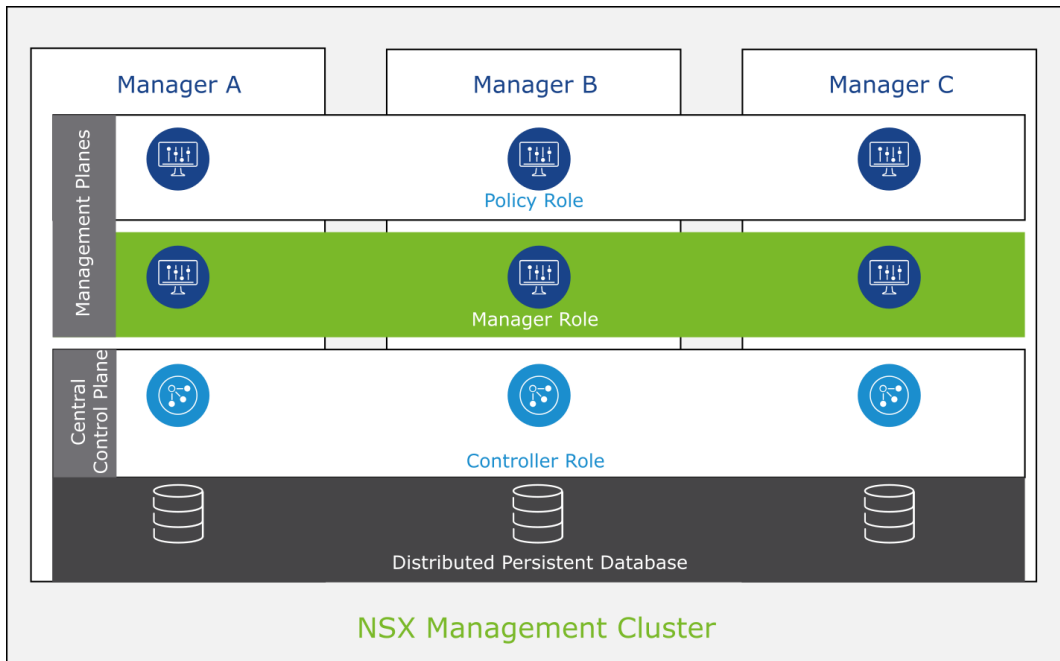 Manager A
Manager B
Manager C
Management Planes
Policy Role
Manager Role
Central
Control Plane
Controller Role
Distributed Persistent Database
NSX Management Cluster